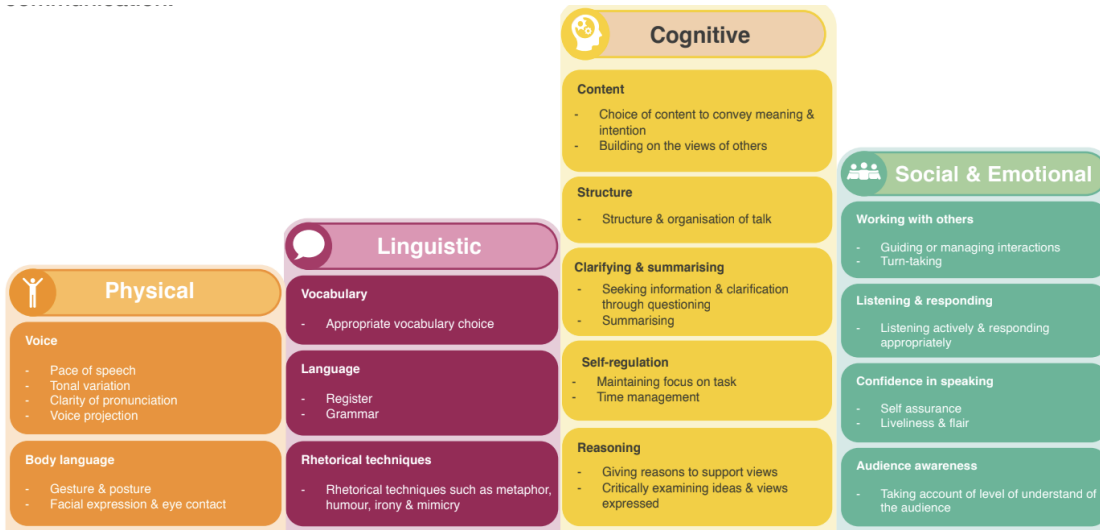 Physical
Voice
- Pace of speech
- Tonal variation
- Clarity of pronunciation
- Voice projection
Body language
- Gesture & posture
- Facial expression & eye contact
Linguistic
Vocabulary
- Appropriate vocabulary choice
Language
- Register
- Grammar
Rhetorical techniques
- Rhetorical techniques such as metaphor,
humour, irony & mimicry
Cognitive
Content
- Choice of content to convey meaning &
intention
- Building on the views of others
Structure
- Structure & organisation of talk
Clarifying & summarising
- Seeking information & clarification
through questioning
- Summarising
Self-regulation
- Maintaining focus on task
- Time management
Reasoning
- Giving reasons to support views
- Critically examining ideas & views
expressed
Social & Emotional
Working with others
- Guiding or managing interactions
- Turn-taking
Listening & responding
- Listening actively & responding
appropriately
Confidence in speaking
- Self assurance
- Liveliness & flair
Audience awareness
- Taking account of level of understand of
the audience